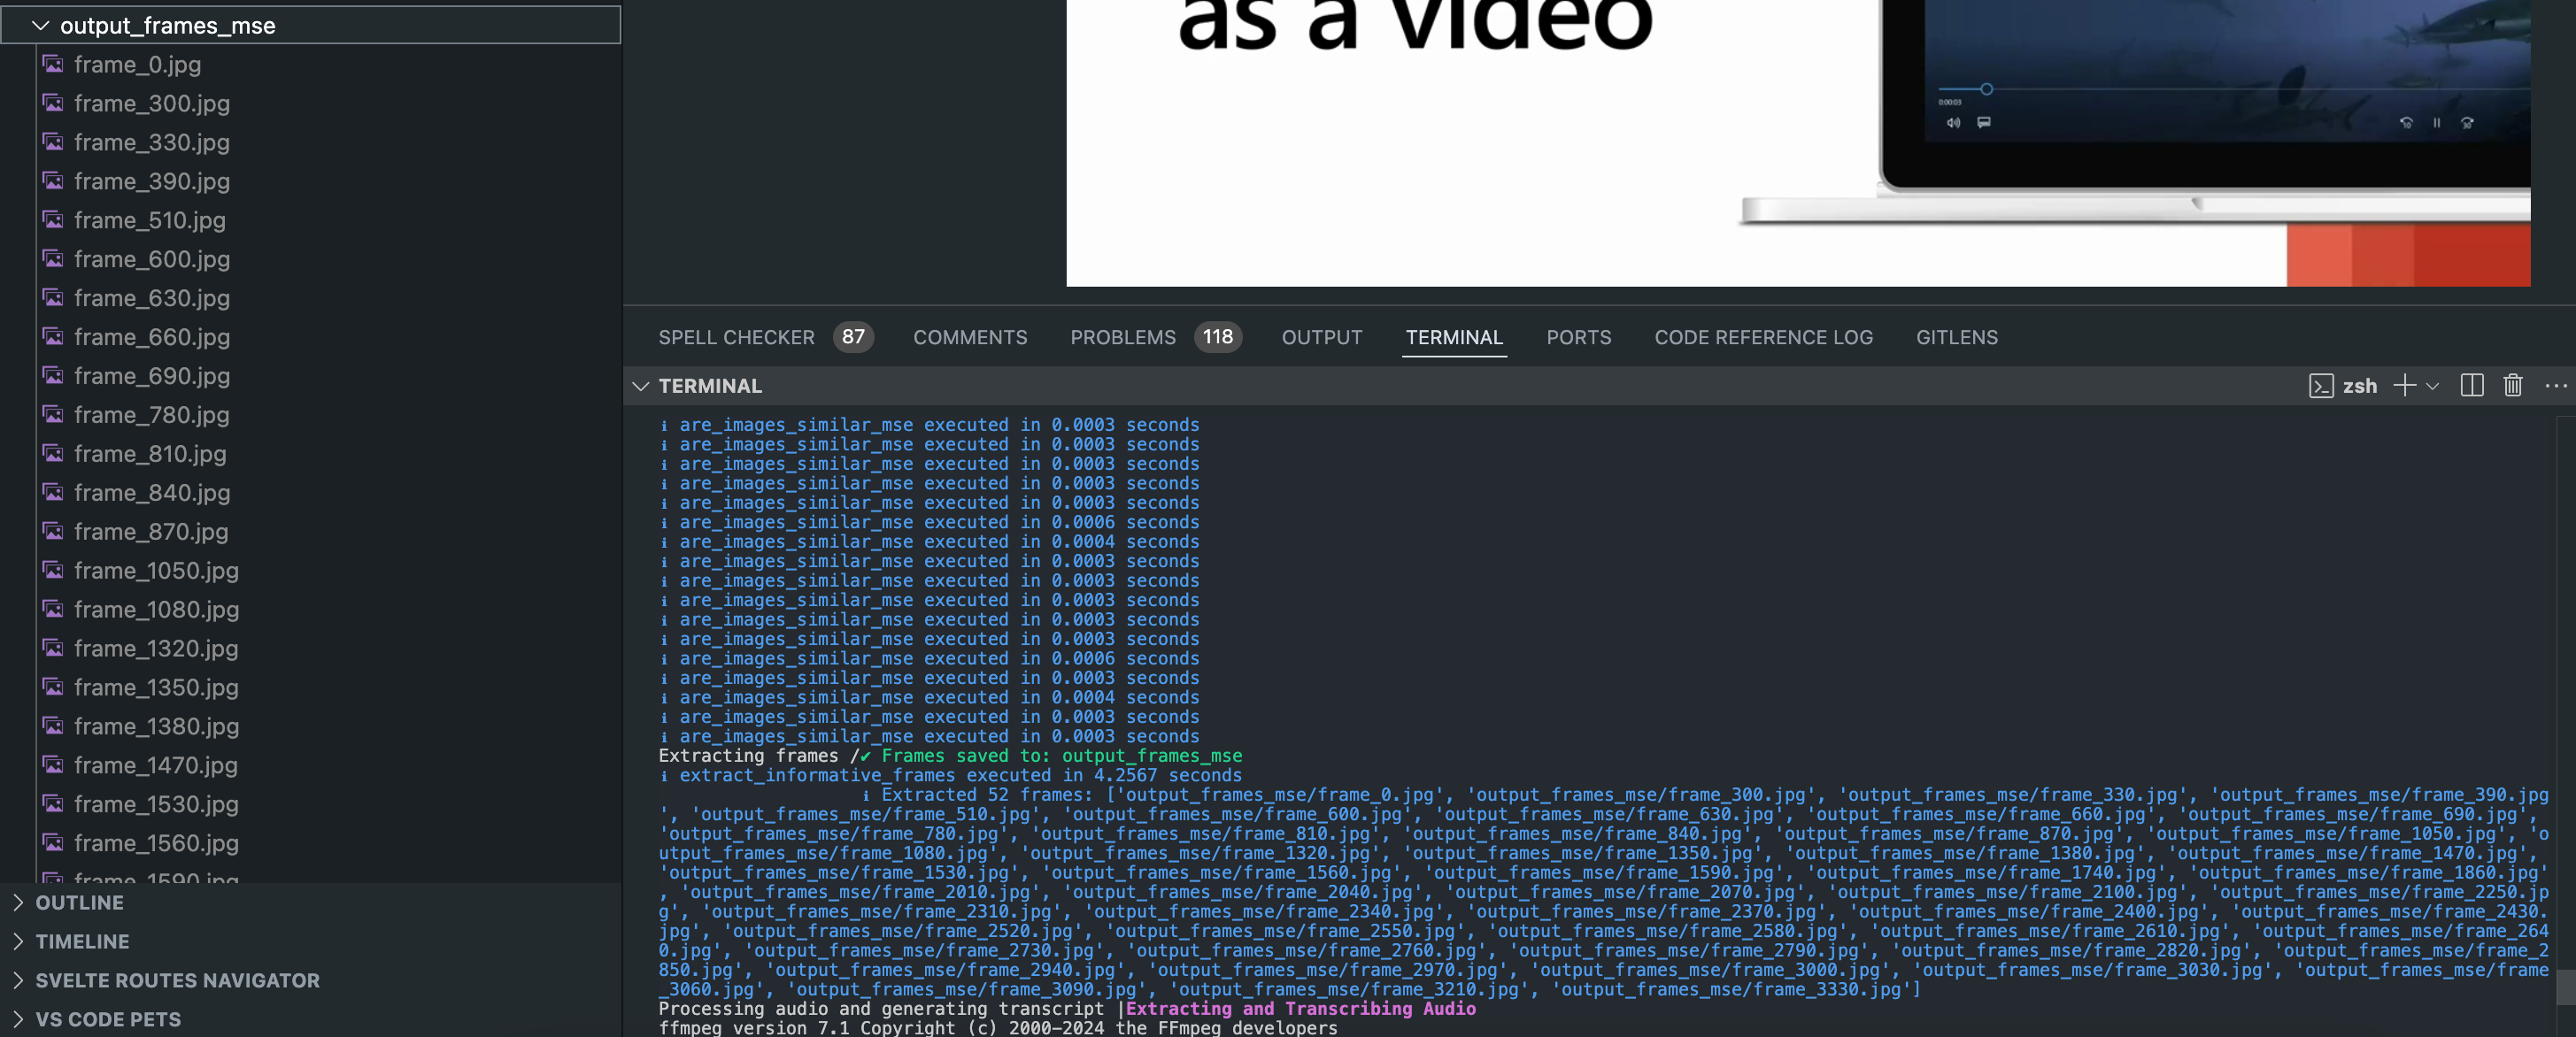 output_frames_mse
frame_0.jpg
frame_300.jpg
frame_330.jpg
frame_390.jpg
frame_510.jpg
frame_600.jpg
frame_630.jpg
frame_660.jpg
frame_690.jpg
frame_780.jpg
frame_810.jpg
frame_840.jpg
frame_870.jpg
frame_1050.jpg
frame_1080.jpg
frame_1320.jpg
frame_1350.jpg
frame_1380.jpg
frame_1470.jpg
frame_1530.jpg
frame_1560.jpg
frame_1590.jpg
OUTLINE
TIMELINE
SVELTE ROUTES NAVIGATOR
VS CODE PETS
as a video
0:00:03
10
30
SPELL CHECKER 87 COMMENTS PROBLEMS 118 OUTPUT TERMINAL PORTS CODE REFERENCE LOG GITLENS
TERMINAL zsh
i are_images_similar_mse executed in 0.0003 seconds
i are_images_similar_mse executed in 0.0003 seconds
i are_images_similar_mse executed in 0.0003 seconds
i are_images_similar_mse executed in 0.0003 seconds
i are_images_similar_mse executed in 0.0003 seconds
i are_images_similar_mse executed in 0.0006 seconds
i are_images_similar_mse executed in 0.0004 seconds
i are_images_similar_mse executed in 0.0003 seconds
i are_images_similar_mse executed in 0.0003 seconds
i are_images_similar_mse executed in 0.0003 seconds
i are_images_similar_mse executed in 0.0003 seconds
i are_images_similar_mse executed in 0.0003 seconds
i are_images_similar_mse executed in 0.0006 seconds
i are_images_similar_mse executed in 0.0003 seconds
i are_images_similar_mse executed in 0.0004 seconds
i are_images_similar_mse executed in 0.0003 seconds
i are_images_similar_mse executed in 0.0003 seconds
Extracting frames /✔ Frames saved to: output_frames_mse
i extract_informative_frames executed in 4.2567 seconds
i Extracted 52 frames: ['output_frames_mse/frame_0.jpg', 'output_frames_mse/frame_300.jpg', 'output_frames_mse/frame_330.jpg', 'output_frames_mse/frame_390.jpg
', 'output_frames_mse/frame_510.jpg', 'output_frames_mse/frame_600.jpg', 'output_frames_mse/frame_630.jpg', 'output_frames_mse/frame_660.jpg', 'output_frames_mse/frame_690.jpg',
'output_frames_mse/frame_780.jpg', 'output_frames_mse/frame_810.jpg', 'output_frames_mse/frame_840.jpg', 'output_frames_mse/frame_870.jpg', 'output_frames_mse/frame_1050.jpg', 'o
utput_frames_mse/frame_1080.jpg', 'output_frames_mse/frame_1320.jpg', 'output_frames_mse/frame_1350.jpg', 'output_frames_mse/frame_1380.jpg', 'output_frames_mse/frame_1470.jpg',
'output_frames_mse/frame_1530.jpg', 'output_frames_mse/frame_1560.jpg', 'output_frames_mse/frame_1590.jpg', 'output_frames_mse/frame_1740.jpg', 'output_frames_mse/frame_1860.jpg'
, 'output_frames_mse/frame_2010.jpg', 'output_frames_mse/frame_2040.jpg', 'output_frames_mse/frame_2070.jpg', 'output_frames_mse/frame_2100.jpg', 'output_frames_mse/frame_2250.jp
g', 'output_frames_mse/frame_2310.jpg', 'output_frames_mse/frame_2340.jpg', 'output_frames_mse/frame_2370.jpg', 'output_frames_mse/frame_2400.jpg', 'output_frames_mse/frame_2430.
jpg', 'output_frames_mse/frame_2520.jpg', 'output_frames_mse/frame_2550.jpg', 'output_frames_mse/frame_2580.jpg', 'output_frames_mse/frame_2610.jpg', 'output_frames_mse/frame_264
0.jpg', 'output_frames_mse/frame_2730.jpg', 'output_frames_mse/frame_2760.jpg', 'output_frames_mse/frame_2790.jpg', 'output_frames_mse/frame_2820.jpg', 'output_frames_mse/frame_2
850.jpg', 'output_frames_mse/frame_2940.jpg', 'output_frames_mse/frame_2970.jpg', 'output_frames_mse/frame_3000.jpg', 'output_frames_mse/frame_3030.jpg', 'output_frames_mse/frame
_3060.jpg', 'output_frames_mse/frame_3090.jpg', 'output_frames_mse/frame_3210.jpg', 'output_frames_mse/frame_3330.jpg']
Processing audio and generating transcript |Extracting and Transcribing Audio
ffmpeg version 7.1 Copyright (c) 2000-2024 the FFmpeg developers